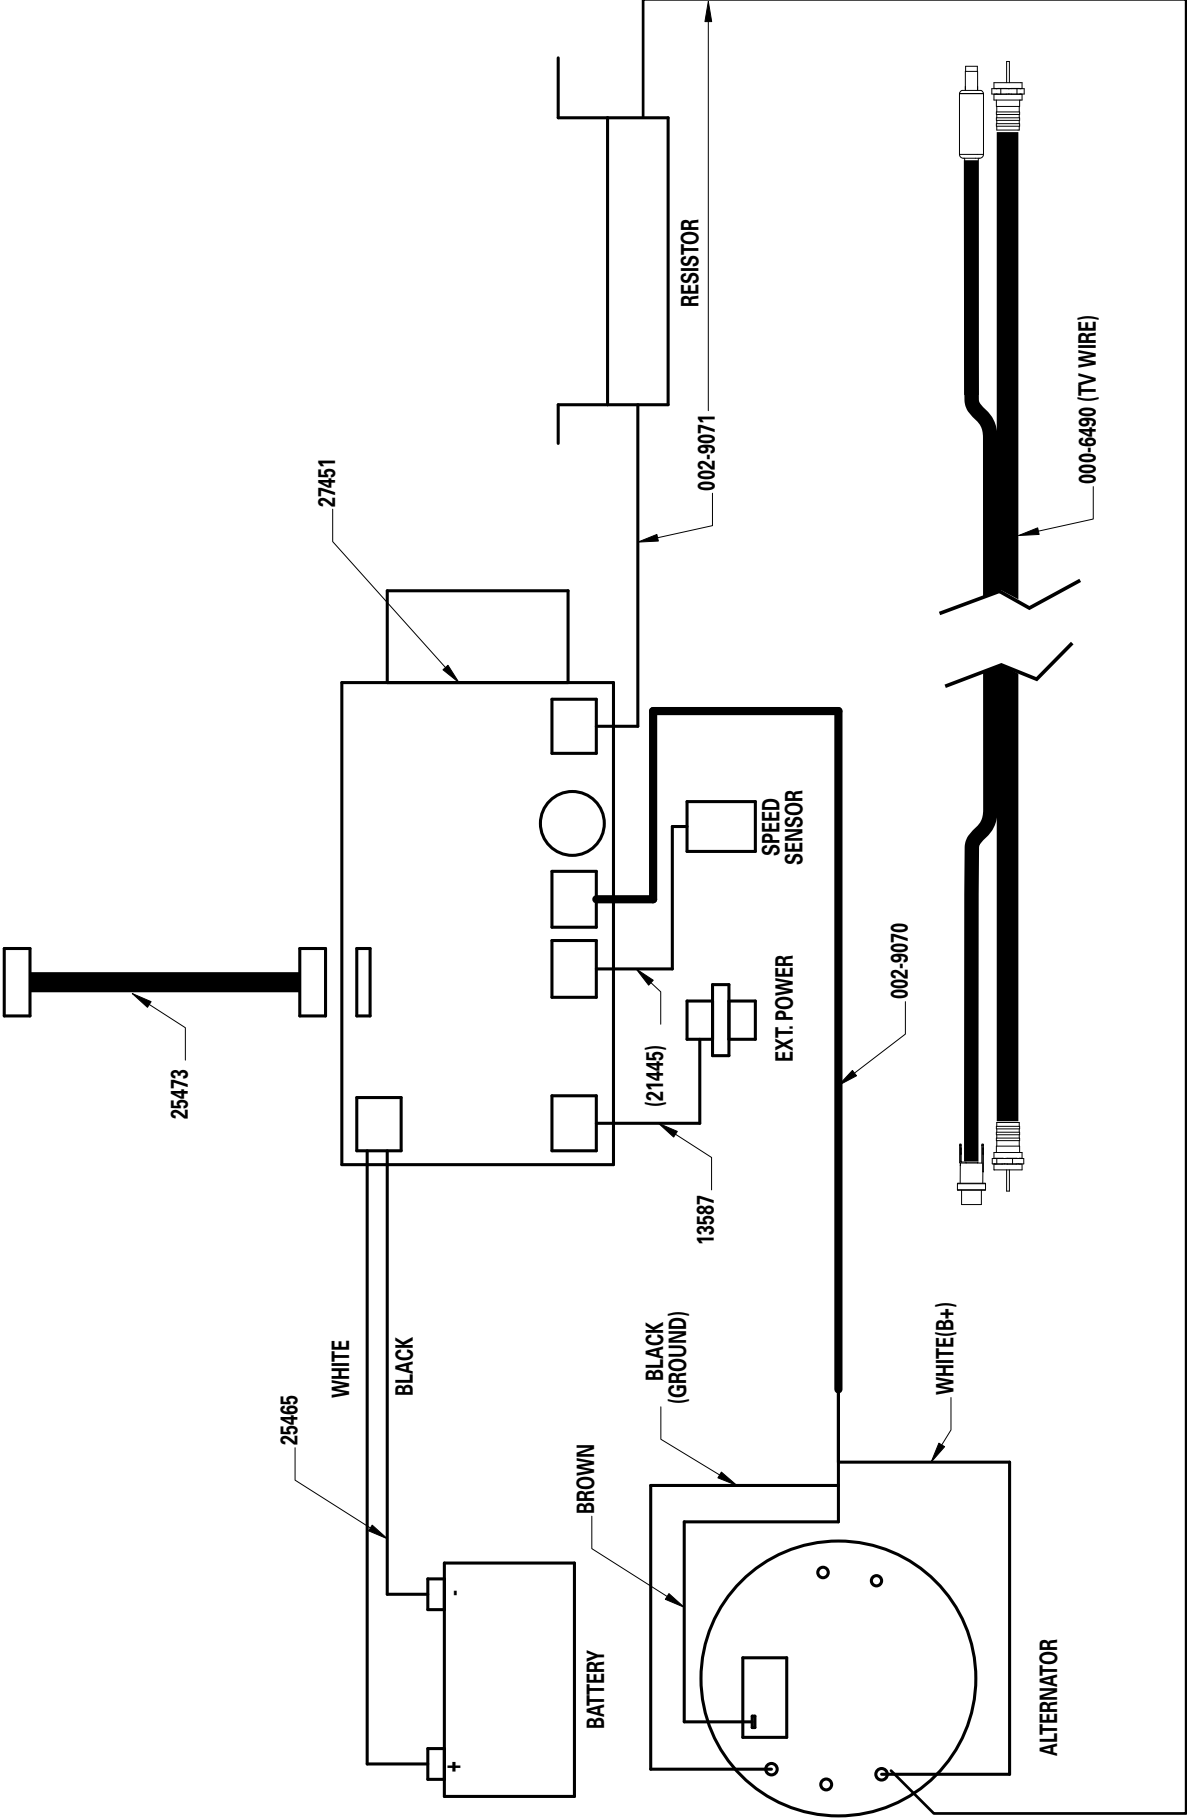 25473
27451
RESISTOR
002-9071
000-6490 (TV WIRE)
25465
WHITE
BLACK
(21445)
SPEED
SENSOR
EXT. POWER
13587
002-9070
BLACK
(GROUND)
BROWN
WHITE(B+)
-
+
BATTERY
ALTERNATOR